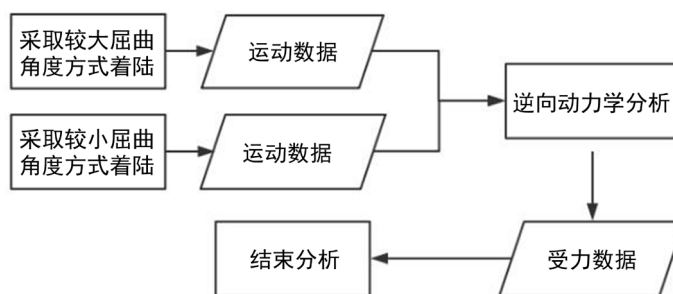 采取较大屈曲
角度方式着陆
运动数据
采取较小屈曲
角度方式着陆
运动数据
逆向动力学分析
结束分析
受力数据